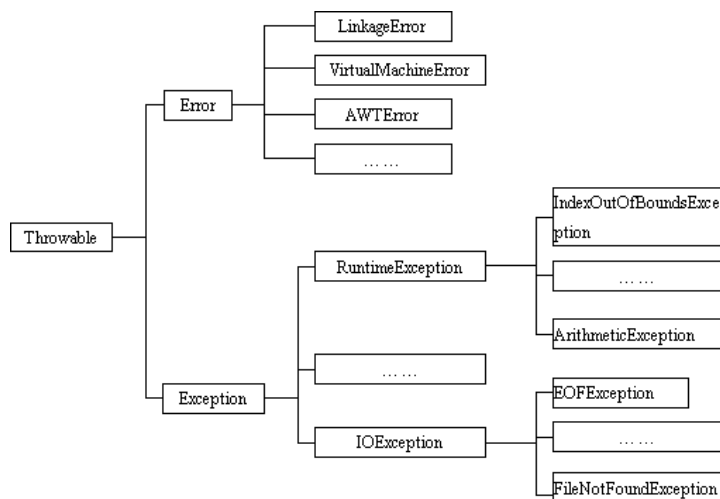 LinkageError
VirtualMachineError
Error
AWTError
... ...
Throwable
IndexOutOfBoundsExce
ption
RuntimeException
... ...
ArithmeticException
... ...
Exception
EOFException
IOException
... ...
FileNotFoundException